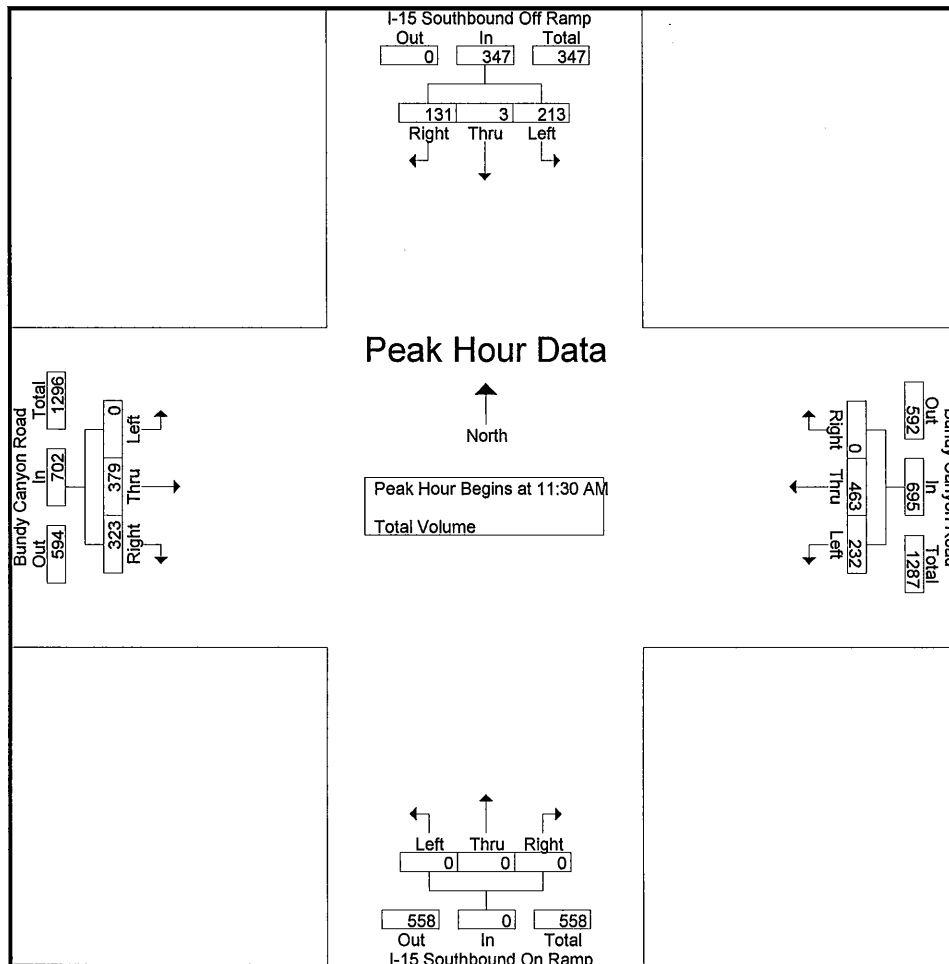 I-15 Southbound Off Ramp
Out In Total
0 347 347
131 3 213
Right Thru Left
Peak Hour Data
North
Peak Hour Begins at 11:30 AM
Total Volume
Bundy Canyon Road
Out In Total
594 702 1296
323 379 0
Right Thru Left
Bundy Canyon Road
Out In Total
592 695 1287
0 463 232
Right Thru Left
Left Thru Right
0 0 0
558 0 558
Out In Total
I-15 Southbound On Ramp